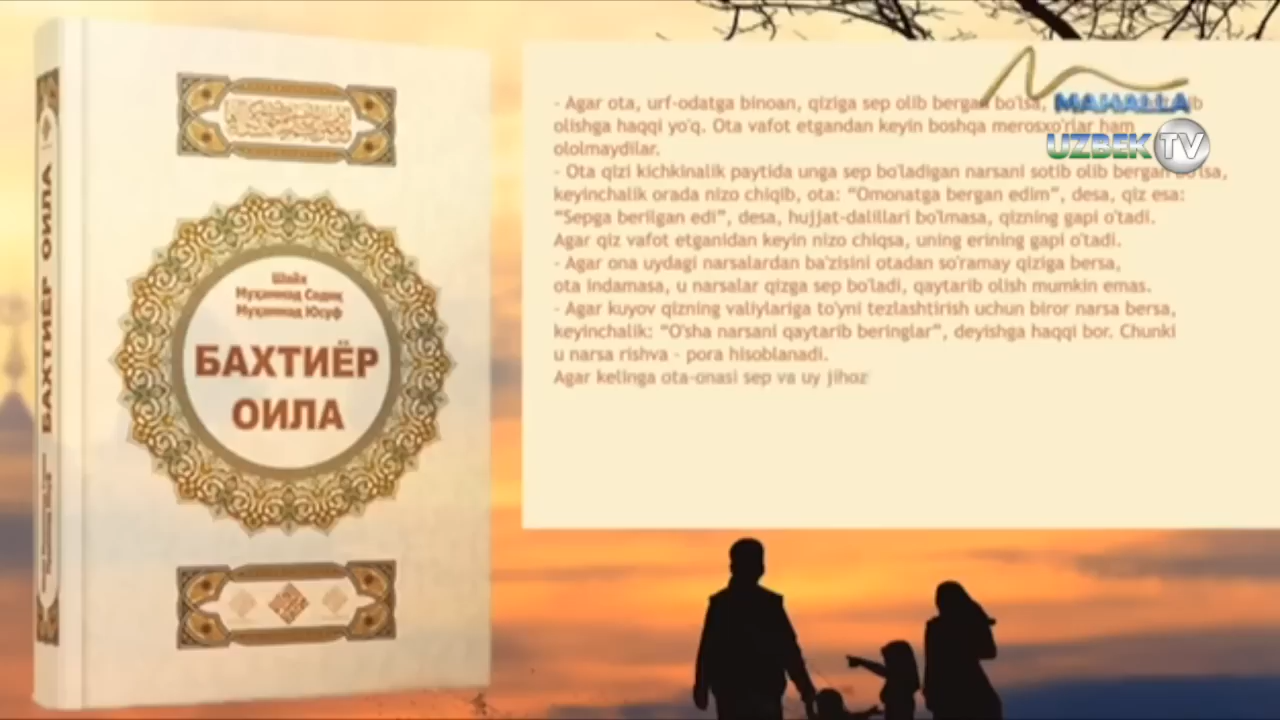 БАХТИЁР ОИЛА
Шайх
Муҳаммад Содиқ
Муҳаммад Юсуф
БАХТИЁР
ОИЛА
MAHALLA
UZBEK TV
- Agar ota, urf-odatga binoan, qiziga sep olib bergan bo'lsa,
olishga haqqi yo'q. Ota vafot etgandan keyin boshqa merosxo'rlar ham
ololmaydilar.
- Ota qizi kichkinalik paytida unga sep bo'ladigan narsani sotib olib bergan bo'lsa,
keyinchalik orada nizo chiqib, ota: “Omonatga bergan edim”, desa, qiz esa:
“Sepga berilgan edi”, desa, hujjat-dalillari bo'lmasa, qizning gapi o'tadi.
Agar qiz vafot etganidan keyin nizo chiqsa, uning erining gapi o'tadi.
- Agar ona uydagi narsalardan ba'zisini otadan so'ramay qiziga bersa,
ota indamasa, u narsalar qizga sep bo'ladi, qaytarib olish mumkin emas.
- Agar kuyov qizning valiylariga to'yni tezlashtirish uchun biror narsa bersa,
keyinchalik: “O'sha narsani qaytarib beringlar”, deyishga haqqi bor. Chunki
u narsa rishva - pora hisoblanadi.
Agar kelinga ota-onasi sep va uy jihoz